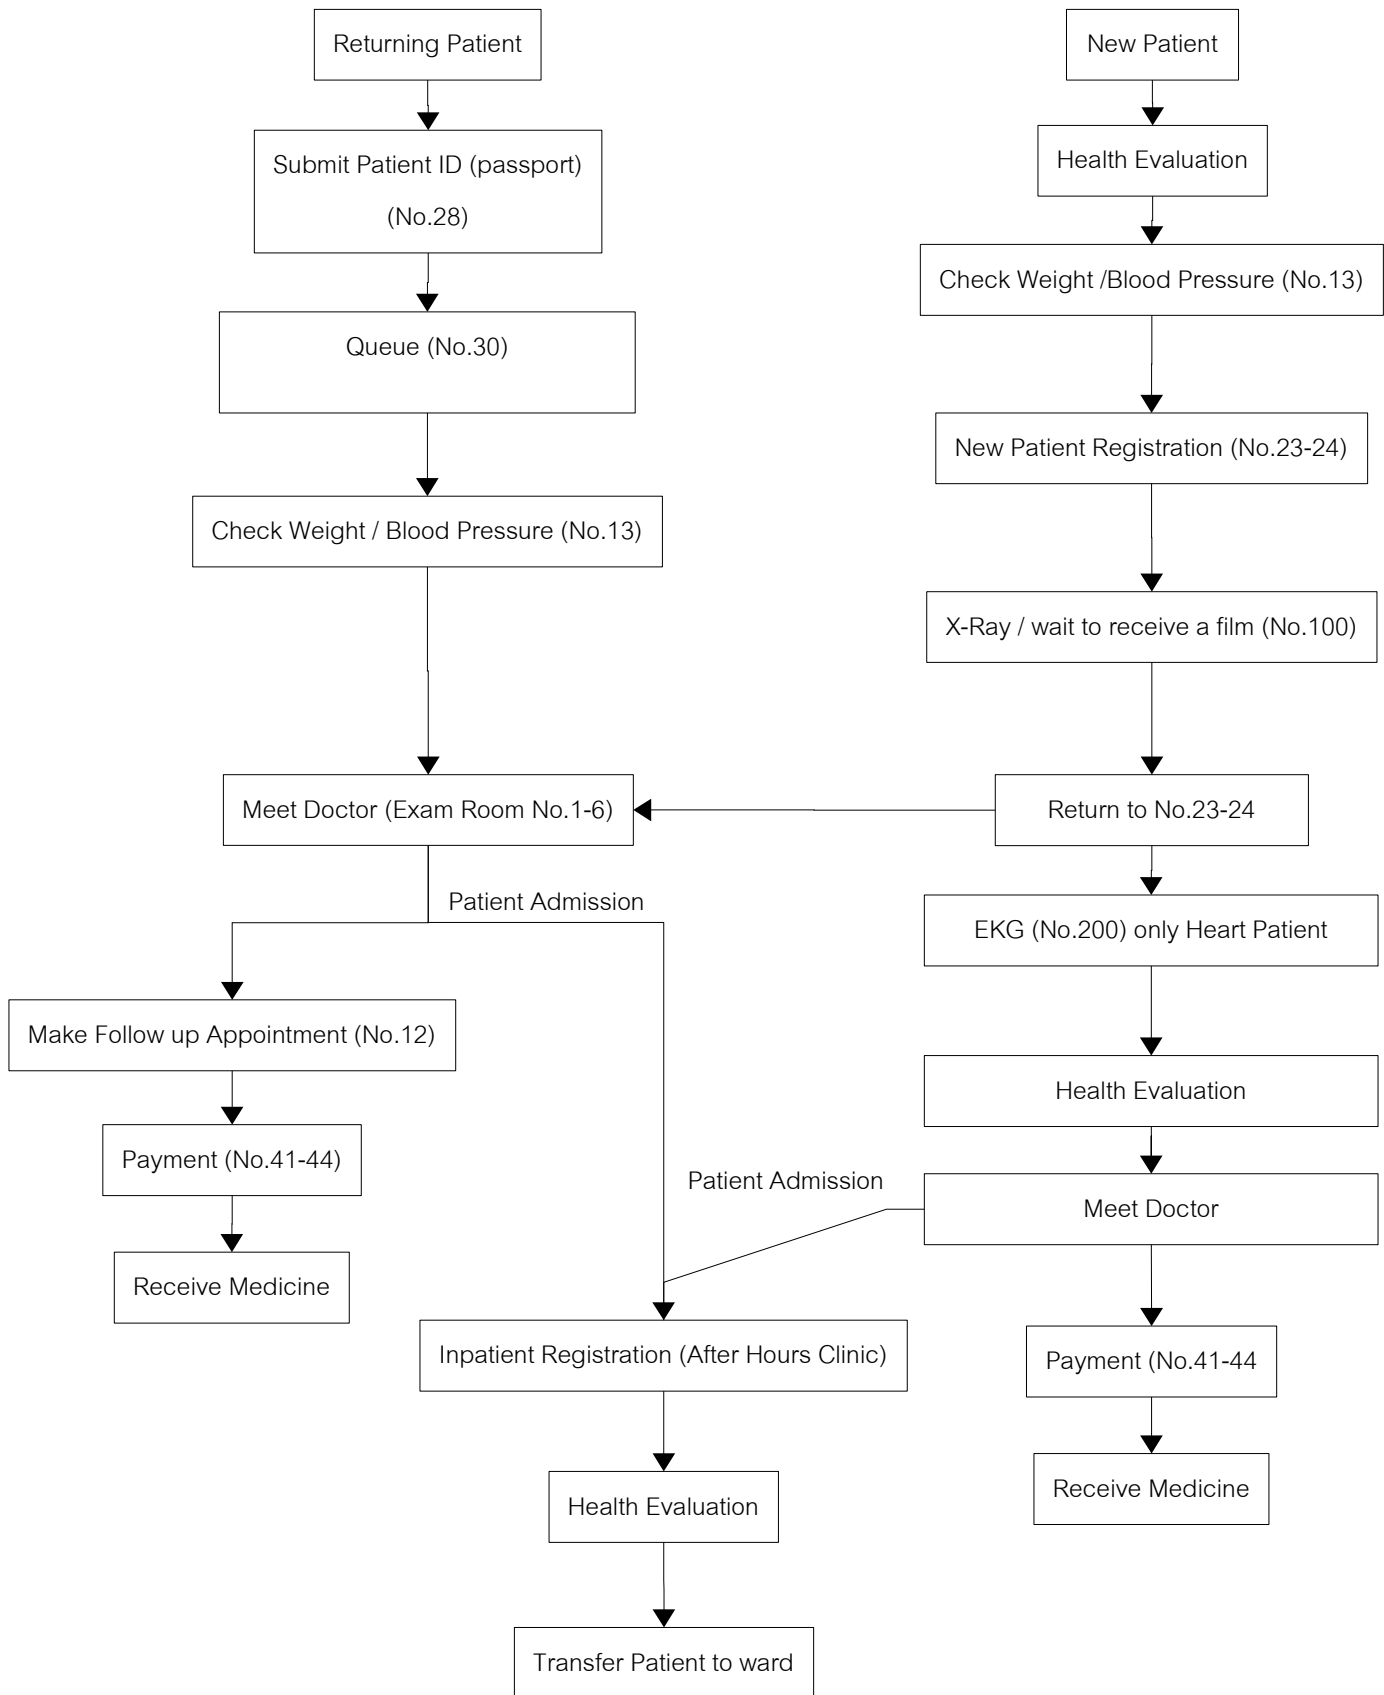 Returning Patient
New Patient
Submit Patient ID (passport)
(No.28)
Health Evaluation
Check Weight /Blood Pressure (No.13)
Queue (No.30)
New Patient Registration (No.23-24)
Check Weight / Blood Pressure (No.13)
X-Ray / wait to receive a film (No.100)
Meet Doctor (Exam Room No.1-6)
Return to No.23-24
Patient Admission
EKG (No.200) only Heart Patient
Make Follow up Appointment (No.12)
Health Evaluation
Payment (No.41-44)
Patient Admission
Meet Doctor
Receive Medicine
Inpatient Registration (After Hours Clinic)
Payment (No.41-44
Health Evaluation
Receive Medicine
Transfer Patient to ward